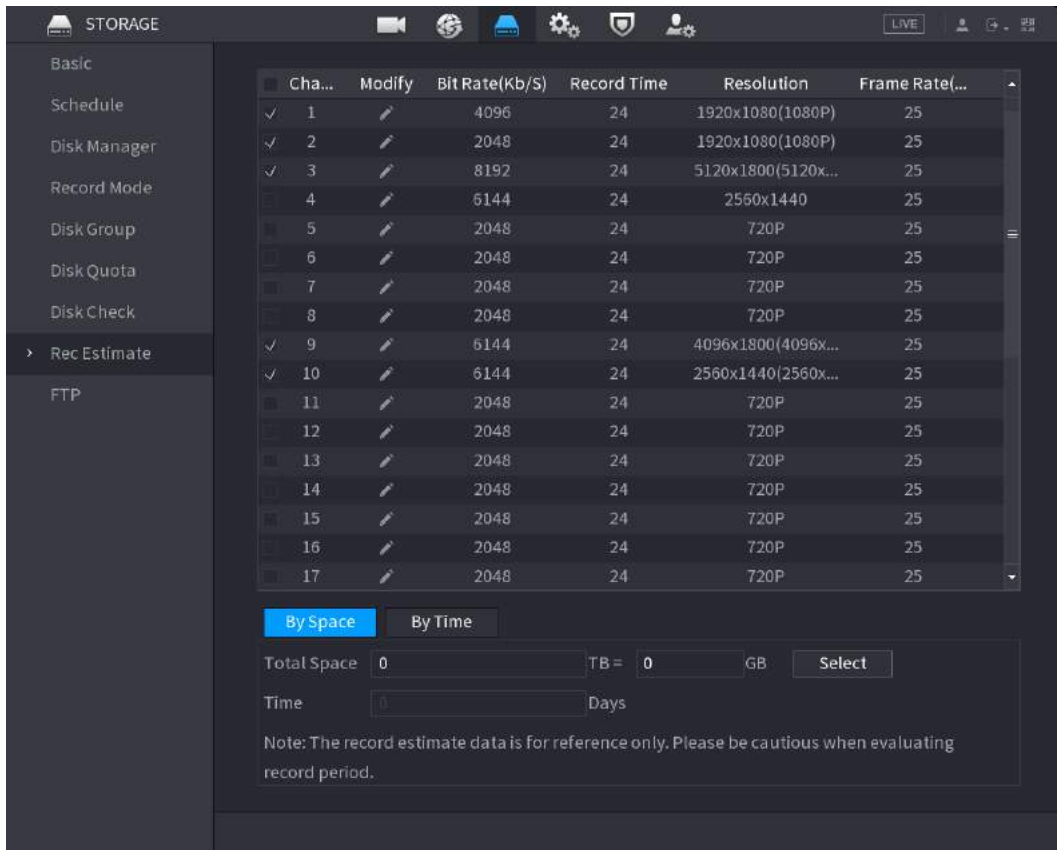 STORAGE LIVE
Basic
Schedule
Disk Manager
Record Mode
Disk Group
Disk Quota
Disk Check
Rec Estimate
FTP
Cha... Modify Bit Rate(Kb/S) Record Time Resolution Frame Rate(...
1 4096 24 1920x1080(1080P) 25
2 2048 24 1920x1080(1080P) 25
3 8192 24 5120x1800(5120x... 25
4 6144 24 2560x1440 25
5 2048 24 720P 25
6 2048 24 720P 25
7 2048 24 720P 25
8 2048 24 720P 25
9 6144 24 4096x1800(4096x... 25
10 6144 24 2560x1440(2560x... 25
11 2048 24 720P 25
12 2048 24 720P 25
13 2048 24 720P 25
14 2048 24 720P 25
15 2048 24 720P 25
16 2048 24 720P 25
17 2048 24 720P 25
By Space By Time
Total Space 0 TB = 0 GB Select
Time 0 Days
Note: The record estimate data is for reference only. Please be cautious when evaluating
record period.